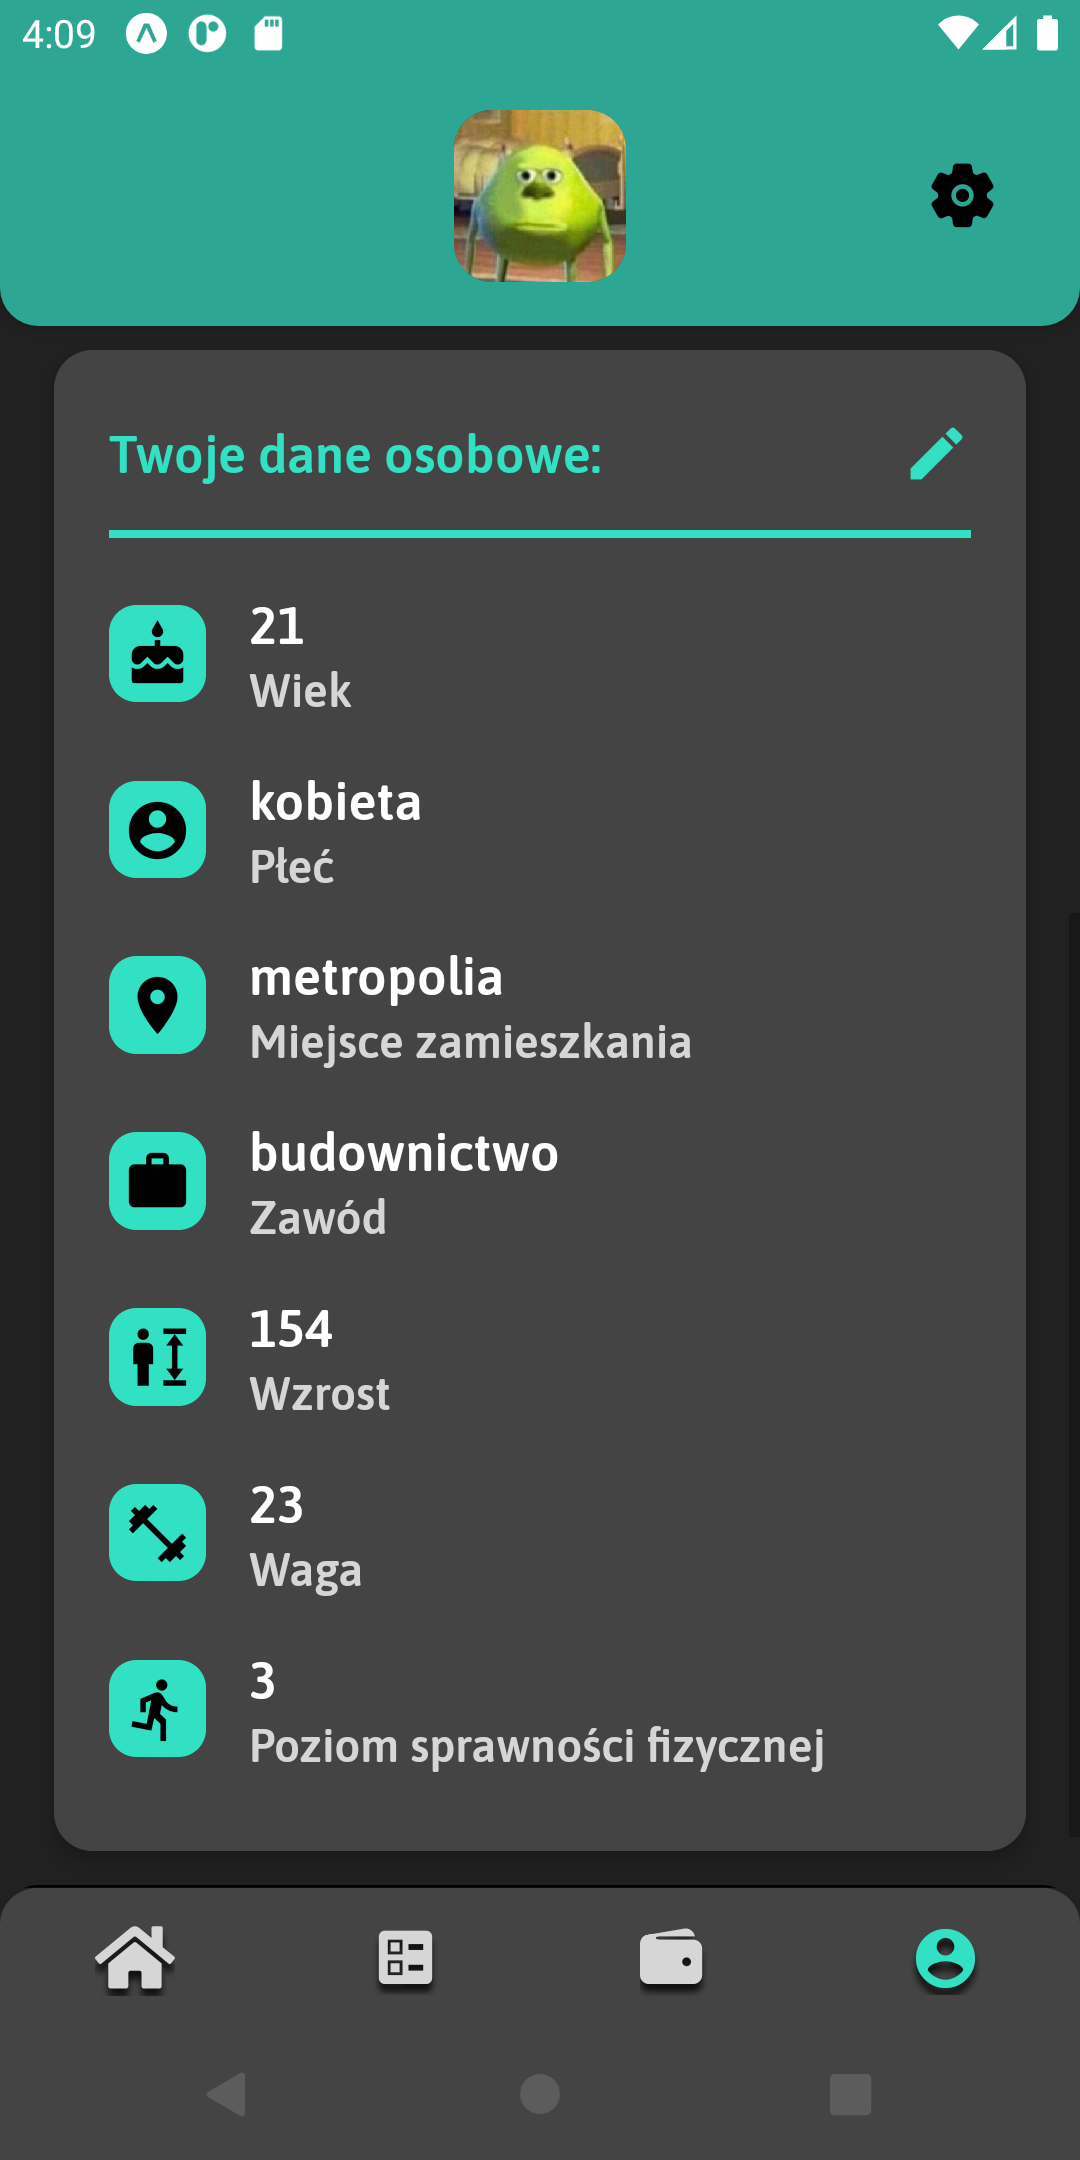 4:09
Twoje dane osobowe:
21
Wiek
kobieta
Płeć
metropolia
Miejsce zamieszkania
budownictwo
Zawód
154
Wzrost
23
Waga
3
Poziom sprawności fizycznej